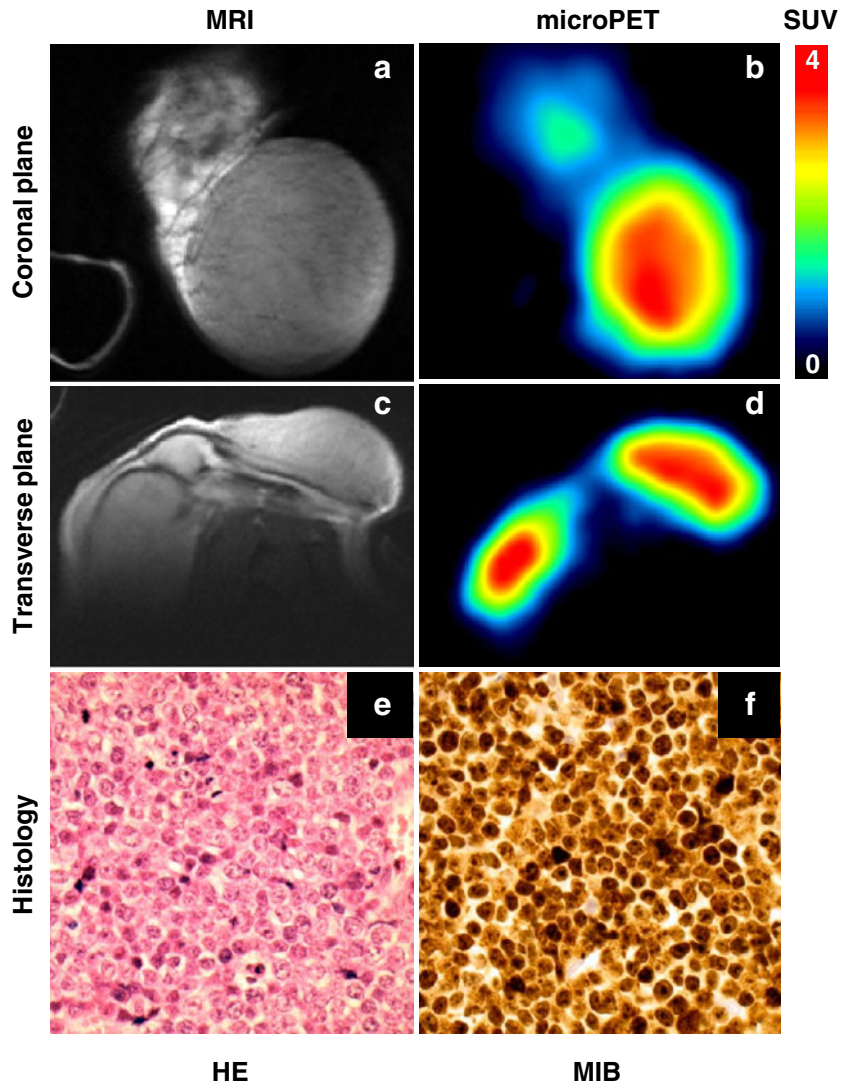 MRI
microPET
SUV
Coronal plane
a
b
4
0
Transverse plane
c
d
Histology
e
f
HE
MIB